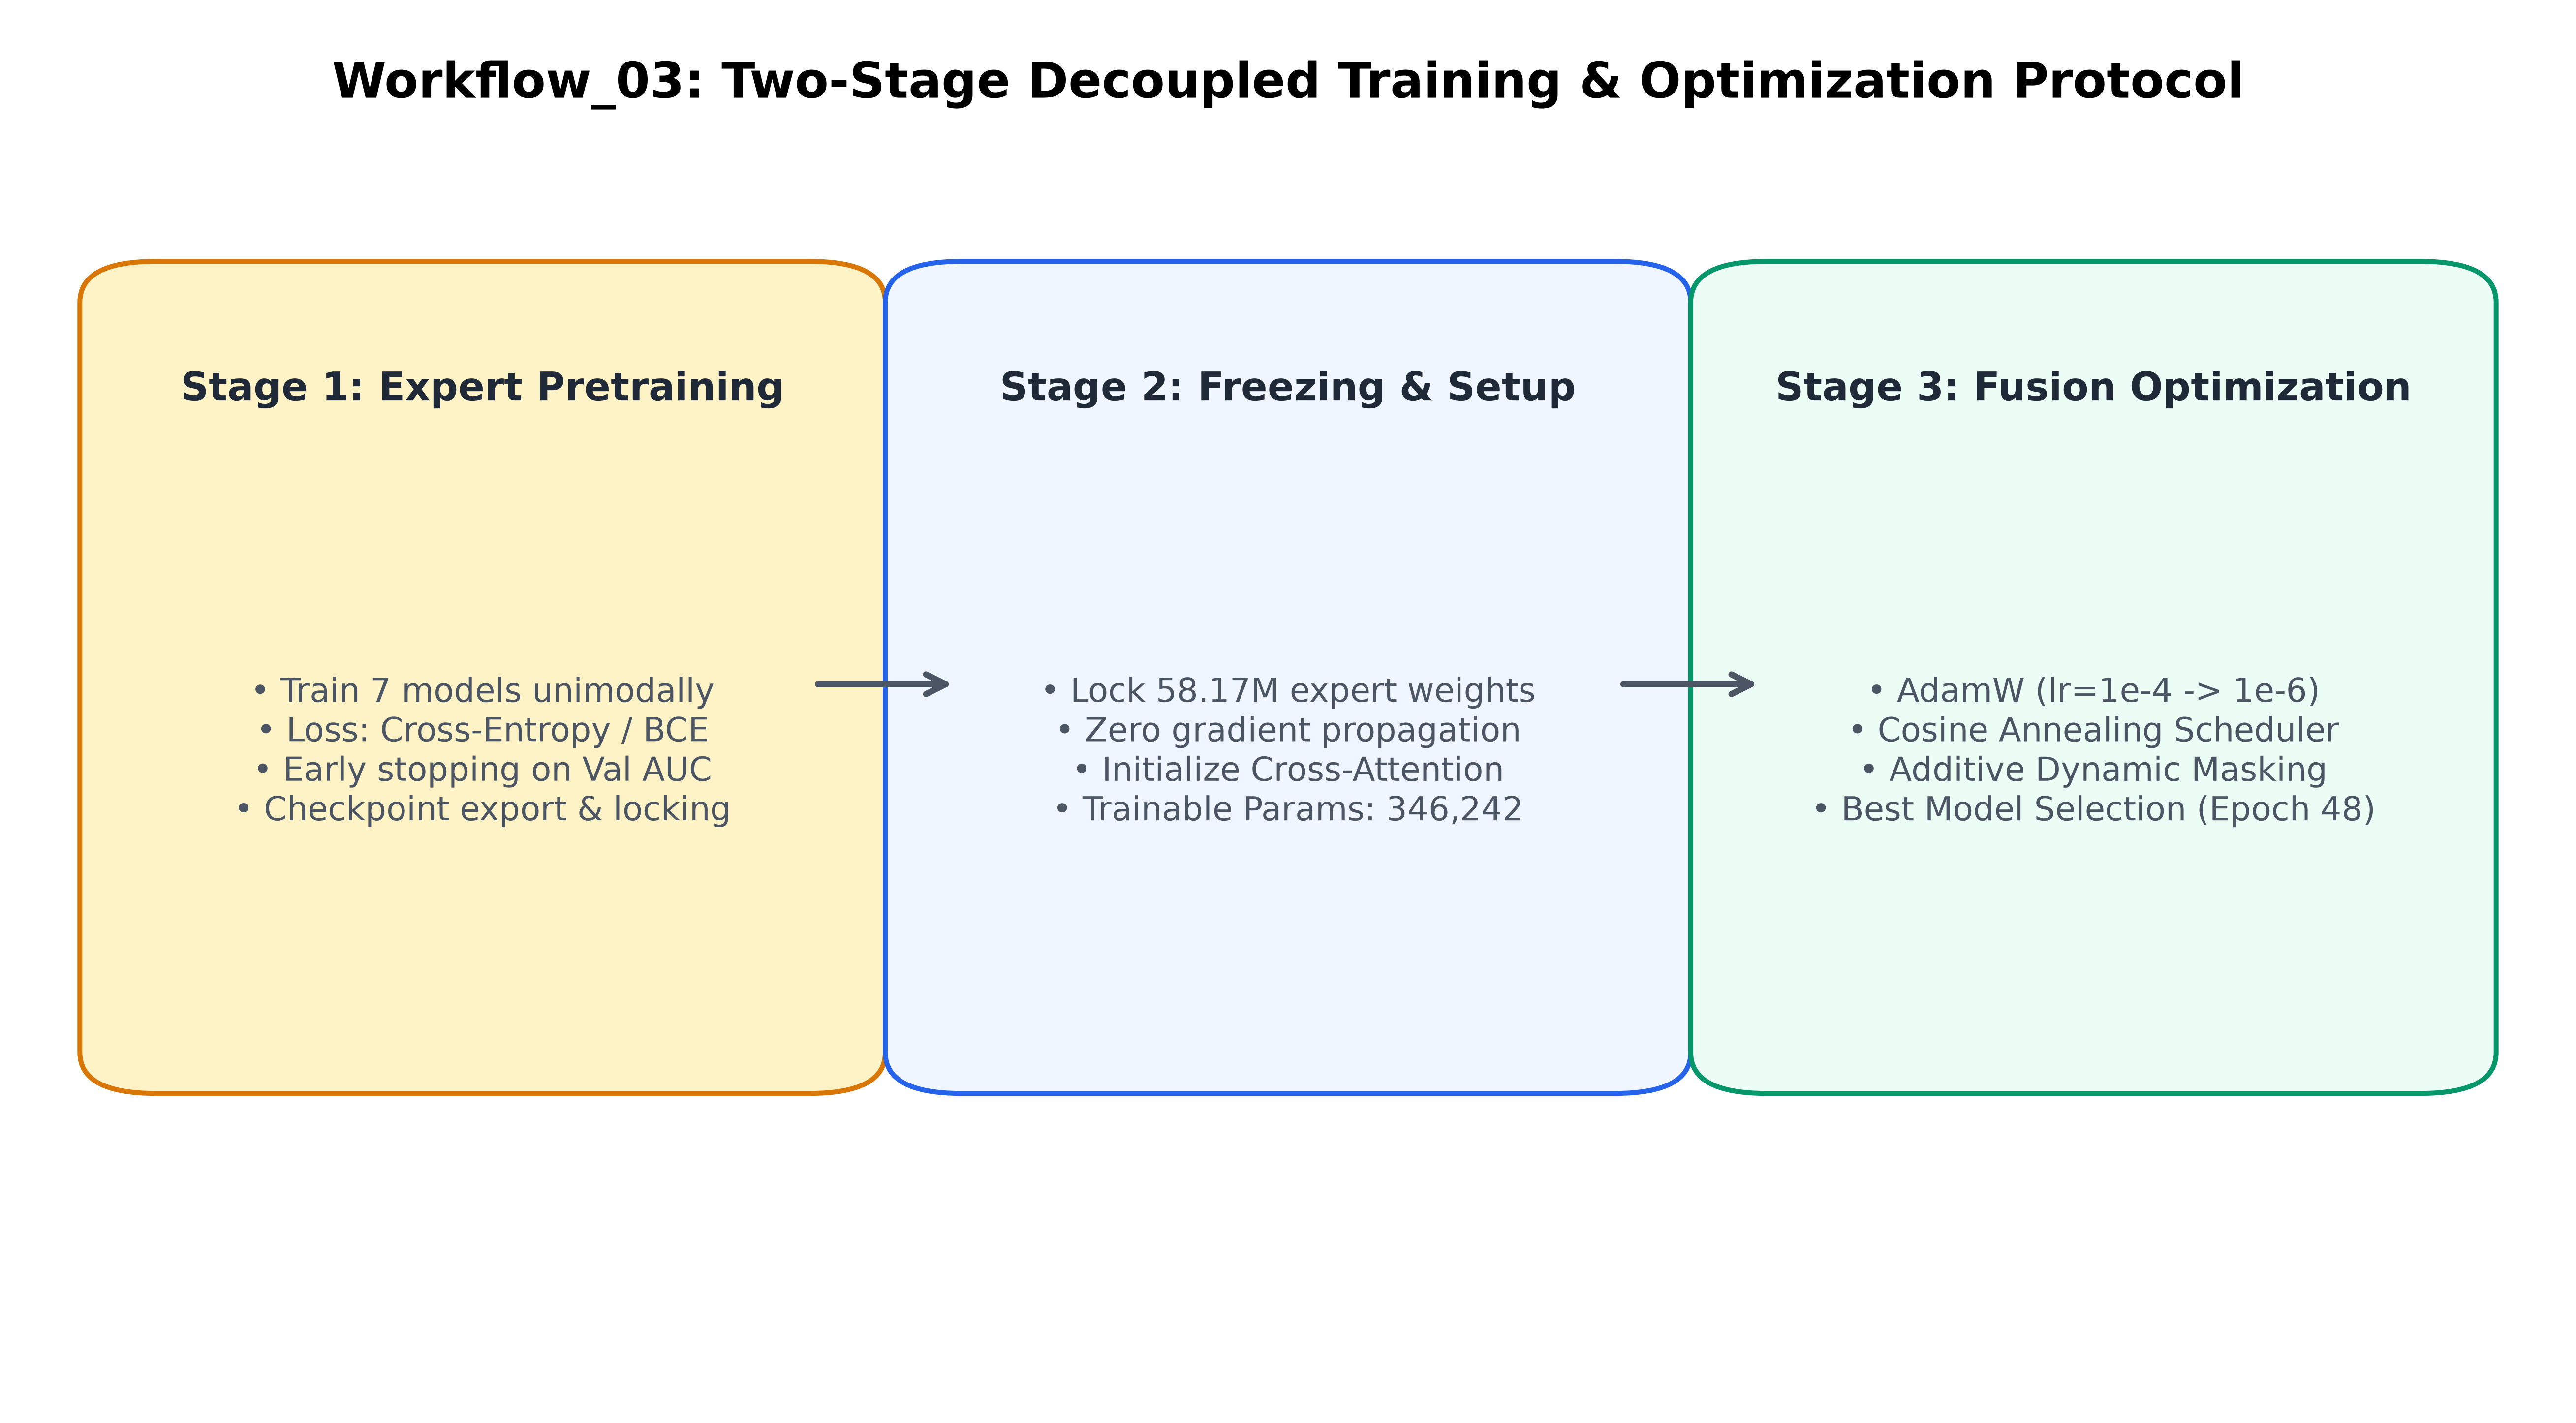 Workflow_03: Two-Stage Decoupled Training & Optimization Protocol
Stage 1: Expert Pretraining
• Train 7 models unimodally
• Loss: Cross-Entropy / BCE
• Early stopping on Val AUC
• Checkpoint export & locking
Stage 2: Freezing & Setup
• Lock 58.17M expert weights
• Zero gradient propagation
• Initialize Cross-Attention
• Trainable Params: 346,242
Stage 3: Fusion Optimization
• AdamW (lr=1e-4 -> 1e-6)
• Cosine Annealing Scheduler
• Additive Dynamic Masking
• Best Model Selection (Epoch 48)